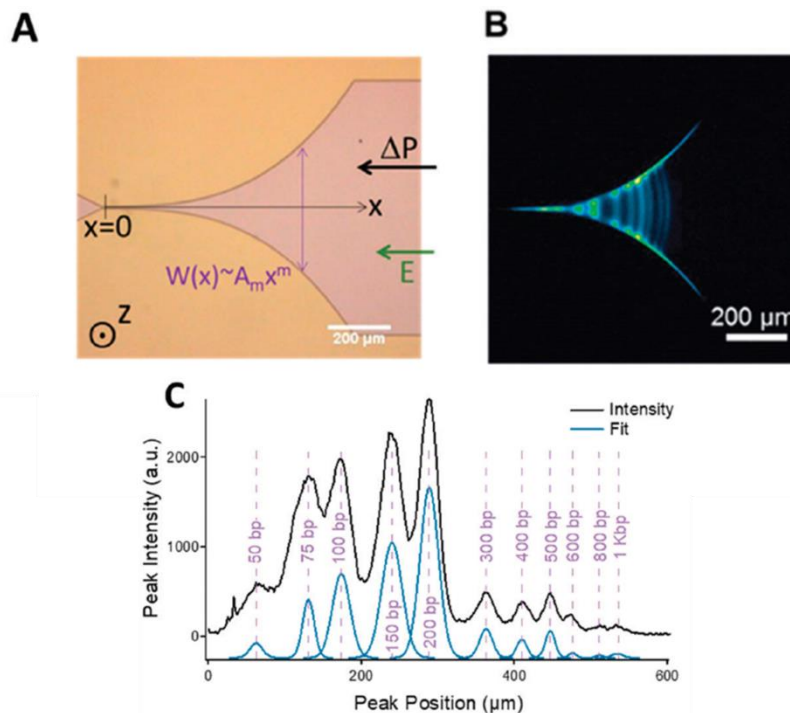 A
B
ΔP
x
x=0
E
W(x)~Aₘxᵐ
z
200 µm
200 µm
C
Intensity
Fit
Peak Intensity (a.u.)
2000
1000
0
50 bp
75 bp
100 bp
150 bp
200 bp
300 bp
400 bp
500 bp
600 bp
800 bp
1 Kbp
0
200
400
600
Peak Position (µm)